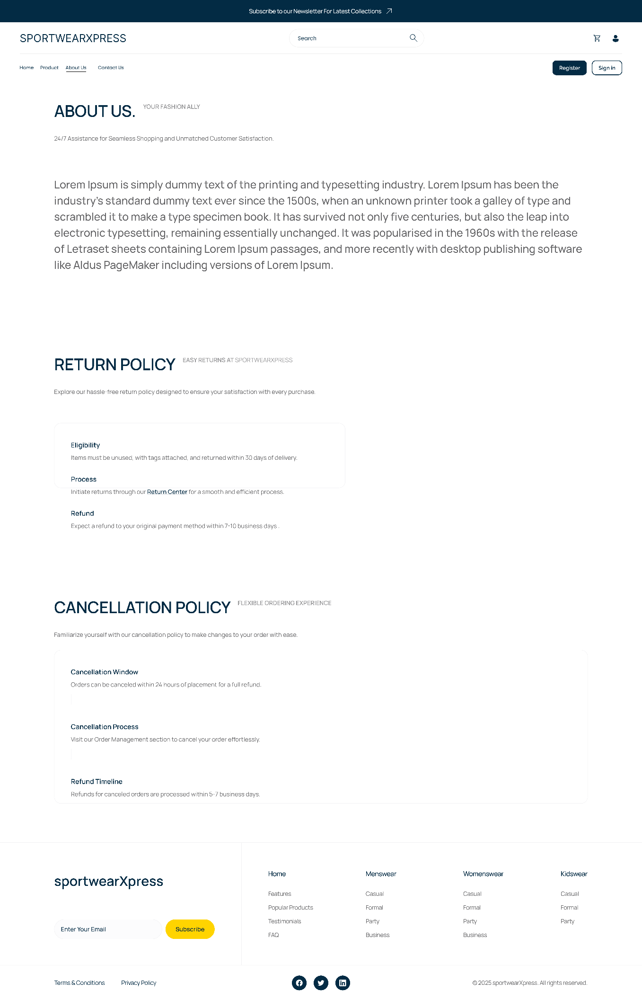 Subscribe to our Newsletter For Latest Collections
SPORTWEARXPRESS
Search
Home
Product
About Us
Contact Us
Register
Sign in
ABOUT US.
YOUR FASHION ALLY
24/7 Assistance for Seamless Shopping and Unmatched Customer Satisfaction.
Lorem Ipsum is simply dummy text of the printing and typesetting industry. Lorem Ipsum has been the
industry's standard dummy text ever since the 1500s, when an unknown printer took a galley of type and
scrambled it to make a type specimen book. It has survived not only five centuries, but also the leap into
electronic typesetting, remaining essentially unchanged. It was popularised in the 1960s with the release
of Letraset sheets containing Lorem Ipsum passages, and more recently with desktop publishing software
like Aldus PageMaker including versions of Lorem Ipsum.
RETURN POLICY
EASY RETURNS AT SPORTWEARXPRESS
Explore our hassle-free return policy designed to ensure your satisfaction with every purchase.
Eligibility
Items must be unused, with tags attached, and returned within 30 days of delivery.
Process
Initiate returns through our Return Center for a smooth and efficient process.
Refund
Expect a refund to your original payment method within 7-10 business days .
CANCELLATION POLICY
FLEXIBLE ORDERING EXPERIENCE
Familiarize yourself with our cancellation policy to make changes to your order with ease.
Cancellation Window
Orders can be canceled within 24 hours of placement for a full refund.
Cancellation Process
Visit our Order Management section to cancel your order effortlessly.
Refund Timeline
Refunds for canceled orders are processed within 5-7 business days.
sportwearXpress
Enter Your Email
Subscribe
Home
Features
Popular Products
Testimonials
FAQ
Menswear
Casual
Formal
Party
Business
Womenswear
Casual
Formal
Party
Business
Kidswear
Casual
Formal
Party
Terms & Conditions
Privacy Policy
© 2025 sportwearXpress. All rights reserved.